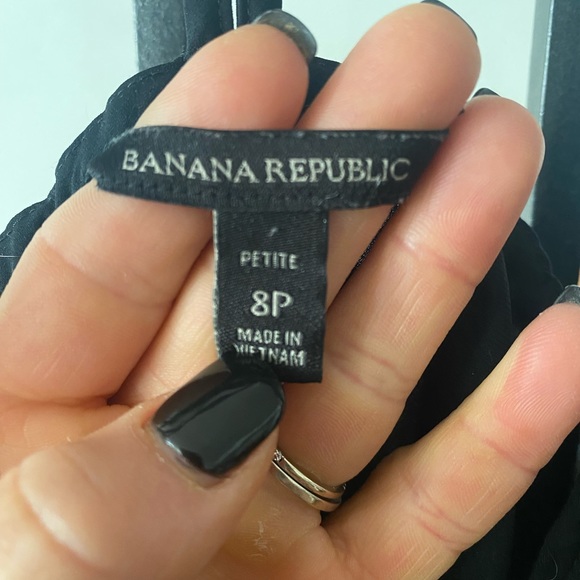 BANANA REPUBLIC
PETITE
8P
MADE IN
VIETNAM